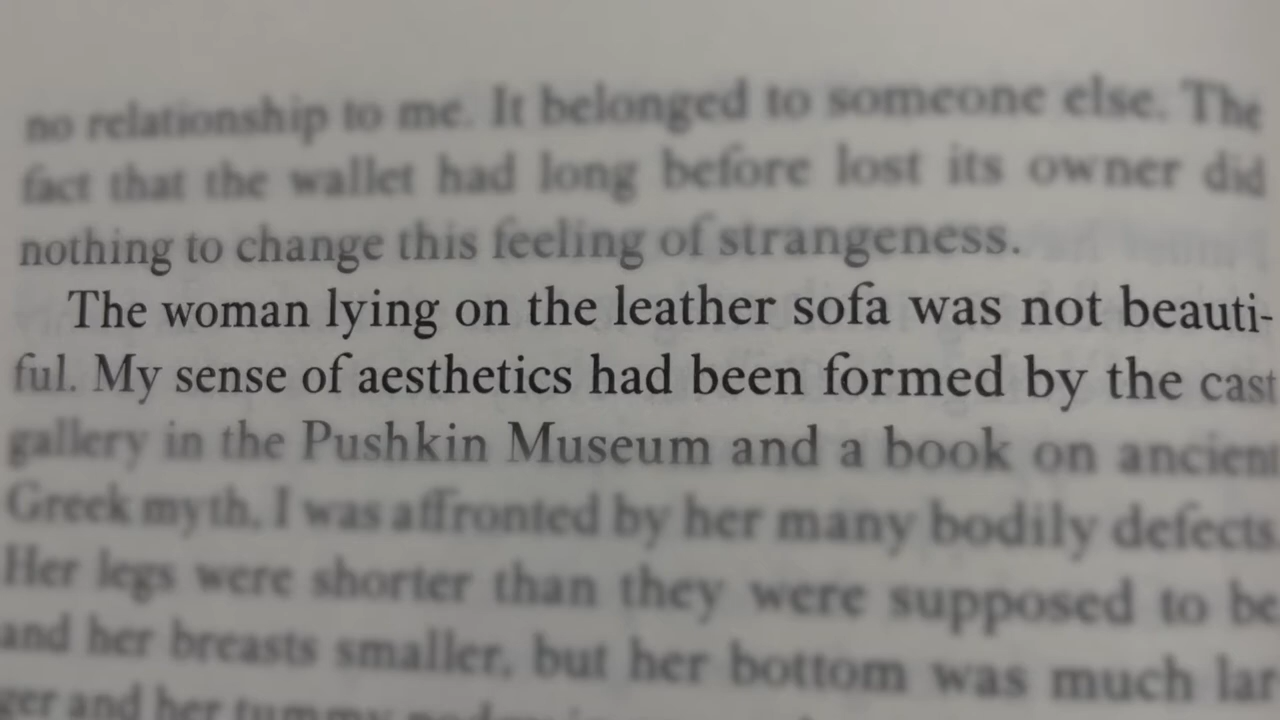 no relationship to me. It belonged to someone else. The
fact that the wallet had long before lost its owner did
nothing to change this feeling of strangeness.
The woman lying on the leather sofa was not beauti-
ful. My sense of aesthetics had been formed by the cast
gallery in the Pushkin Museum and a book on ancient
Greek myth. I was affronted by her many bodily defects.
Her legs were shorter than they were supposed to be
and her breasts smaller, but her bottom was much lar
ger and her tummy